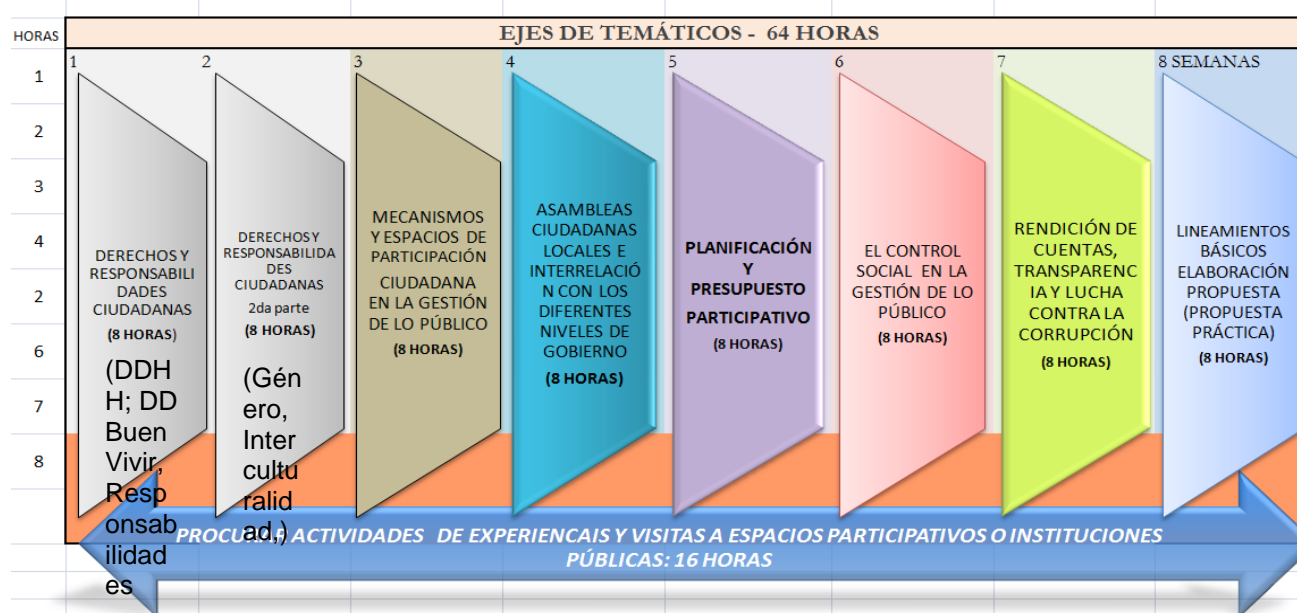 HORAS
EJES DE TEMÁTICOS - 64 HORAS
1
2
3
4
5
6
7
8 SEMANAS
1
2
3
4
2
6
7
8
DERECHOS Y
RESPONSABILI
DADES
CIUDADANAS
(8 HORAS)
(DDH
H; DD
Buen
Vivir,
Resp
onsab
ilidad
es
DERECHOS Y
RESPONSABILIDA
DES
CIUDADANAS
2da parte
(8 HORAS)
(Gén
ero,
Inter
cultu
ralid
ad,)
MECANISMOS
Y ESPACIOS DE
PARTICIPACIÓN
CIUDADANA
EN LA GESTIÓN
DE LO PÚBLICO
(8 HORAS)
ASAMBLEAS
CIUDADANAS
LOCALES E
INTERRELACIÓ
N CON LOS
DIFERENTES
NIVELES DE
GOBIERNO
(8 HORAS)
PLANIFICACIÓN
Y
PRESUPUESTO
PARTICIPATIVO
(8 HORAS)
EL CONTROL
SOCIAL EN LA
GESTIÓN DE LO
PÚBLICO
(8 HORAS)
RENDICIÓN DE
CUENTAS,
TRANSPARENC
IA Y LUCHA
CONTRA LA
CORRUPCIÓN
(8 HORAS)
LINEAMIENTOS
BÁSICOS
ELABORACIÓN
PROPUESTA
(PROPUESTA
PRÁCTICA)
(8 HORAS)
PROCURAR ACTIVIDADES DE EXPERIENCAIS Y VISITAS A ESPACIOS PARTICIPATIVOS O INSTITUCIONES
PÚBLICAS: 16 HORAS